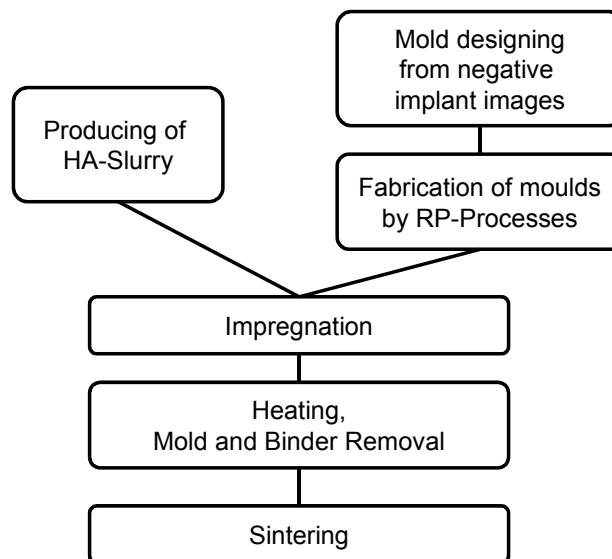 Mold designing
from negative
implant images
Producing of
HA-Slurry
Fabrication of moulds
by RP-Processes
Impregnation
Heating,
Mold and Binder Removal
Sintering